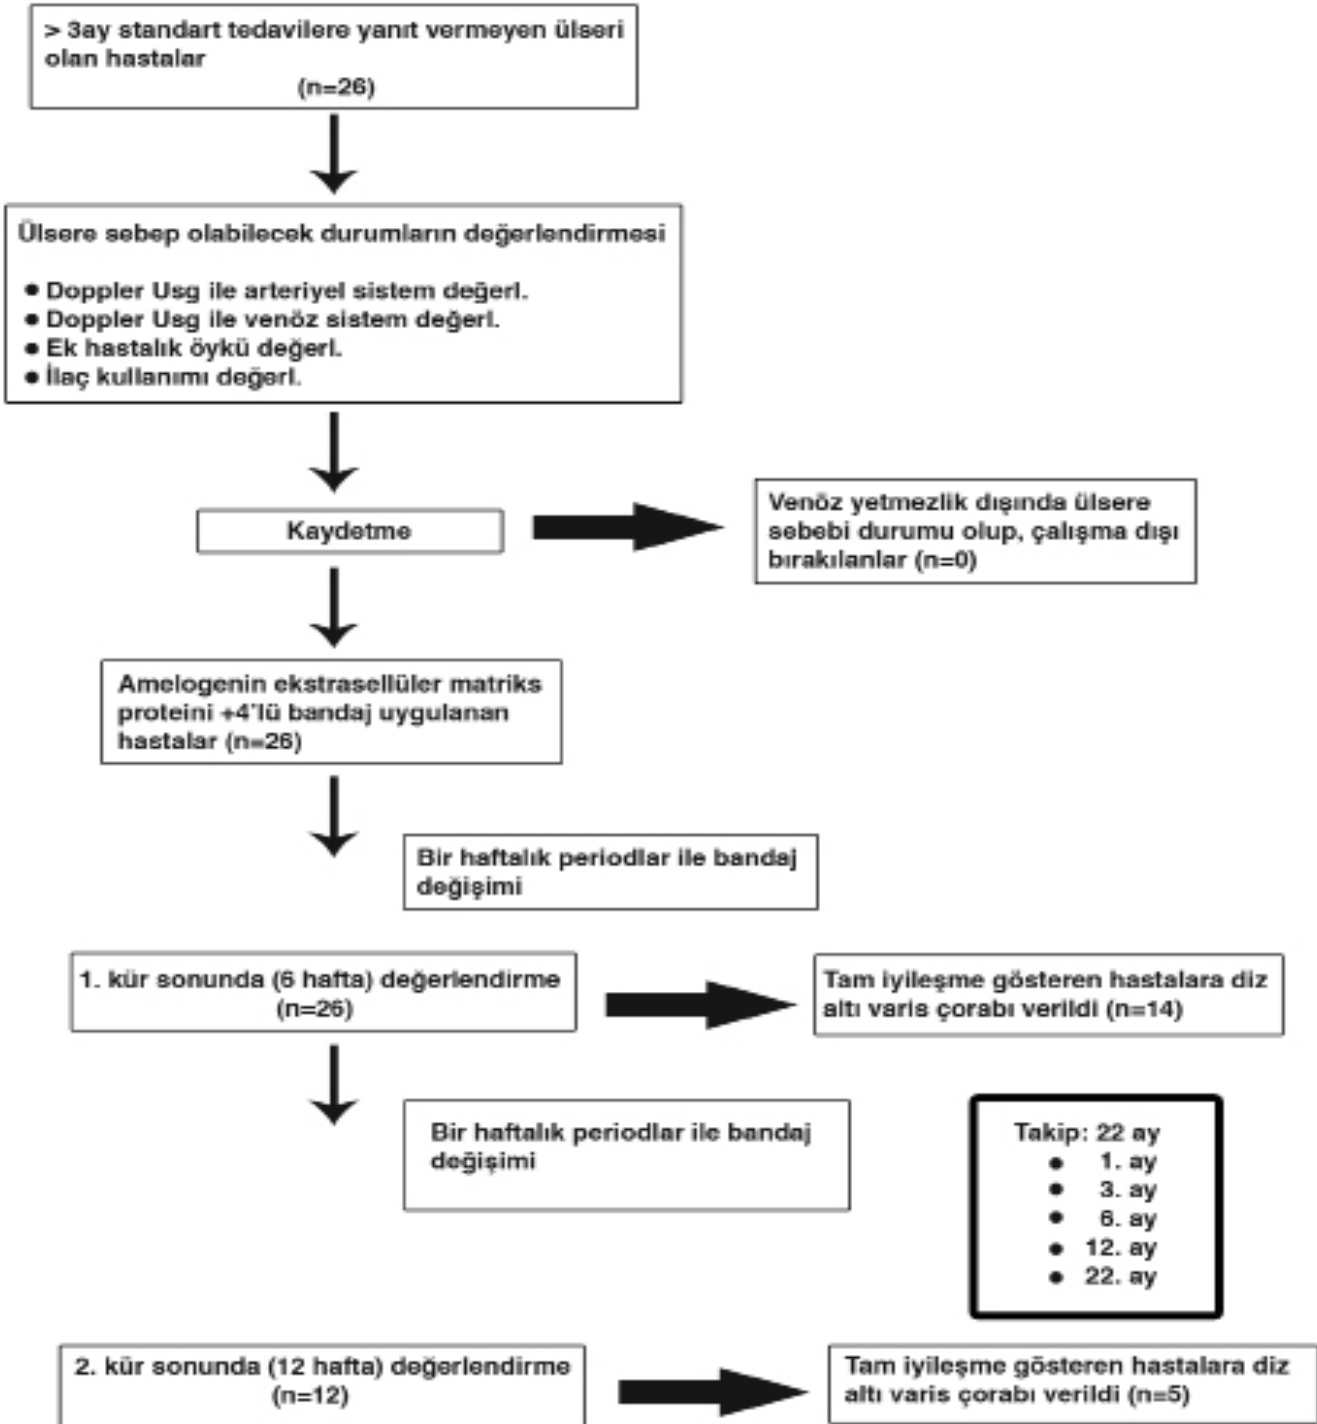 > 3ay standart tedavilere yanıt vermeyen ülseri
olan hastalar
(n=26)
Ülsere sebep olabilecek durumların değerlendirmesi
● Doppler Usg ile arteriyel sistem değerl.
● Doppler Usg ile venöz sistem değerl.
● Ek hastalık öykü değerl.
● İlaç kullanımı değerl.
Kaydetme
Venöz yetmezlik dışında ülsere
sebebi durumu olup, çalışma dışı
bırakılanlar (n=0)
Amelogenin ekstrasellüler matriks
proteini +4'lü bandaj uygulanan
hastalar (n=26)
Bir haftalık periodlar ile bandaj
değişimi
1. kür sonunda (6 hafta) değerlendirme
(n=26)
Tam iyileşme gösteren hastalara diz
altı varis çorabı verildi (n=14)
Bir haftalık periodlar ile bandaj
değişimi
Takip: 22 ay
● 1. ay
● 3. ay
● 6. ay
● 12. ay
● 22. ay
2. kür sonunda (12 hafta) değerlendirme
(n=12)
Tam iyileşme gösteren hastalara diz
altı varis çorabı verildi (n=5)